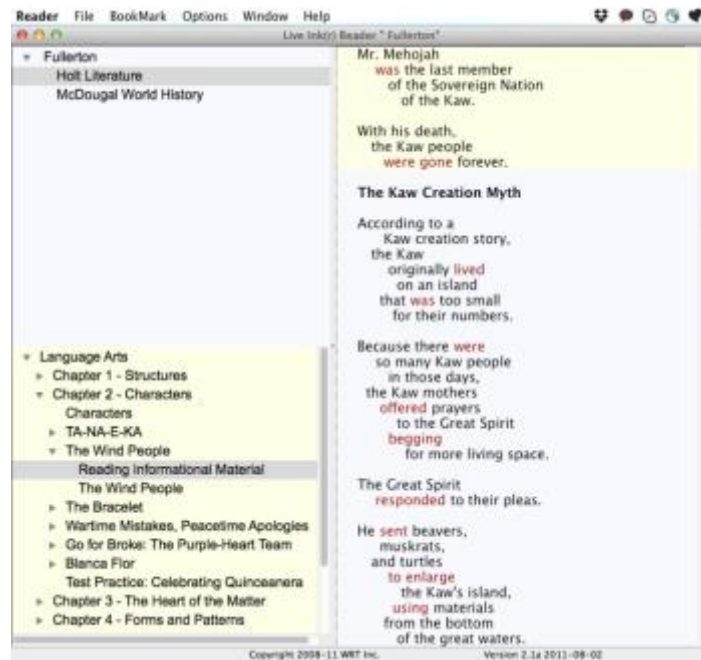 Reader File BookMark Options Window Help
Live Ink(r) Reader " Fullerton"
Fullerton
Holt Literature
McDougal World History
Language Arts
Chapter 1 - Structures
Chapter 2 - Characters
Characters
TA-NA-E-KA
The Wind People
Reading Informational Material
The Wind People
The Bracelet
Wartime Mistakes, Peacetime Apologies
Go for Broke: The Purple-Heart Team
Blanca Flor
Test Practice: Celebrating Quinceanera
Chapter 3 - The Heart of the Matter
Chapter 4 - Forms and Patterns
Mr. Mehojah
was the last member
of the Sovereign Nation
of the Kaw.
With his death,
the Kaw people
were gone forever.
The Kaw Creation Myth
According to a
Kaw creation story,
the Kaw
originally lived
on an island
that was too small
for their numbers.
Because there were
so many Kaw people
in those days,
the Kaw mothers
offered prayers
to the Great Spirit
begging
for more living space.
The Great Spirit
responded to their pleas.
He sent beavers,
muskrats,
and turtles
to enlarge
the Kaw's island,
using materials
from the bottom
of the great waters.
Copyright 2008-11 WRT Inc. Version 2.1a 2011-08-02